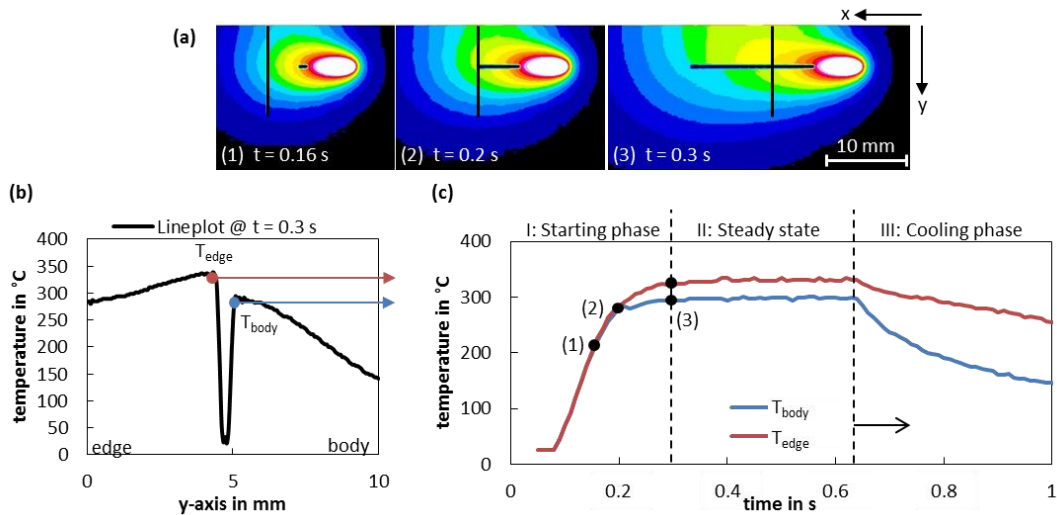 (a)
x
y
(1) t = 0.16 s
(2) t = 0.2 s
(3) t = 0.3 s
10 mm
(b)
Lineplot @ t = 0.3 s
400
350
300
250
200
150
100
50
0
T_edge
T_body
edge
body
0
5
10
temperature in °C
y-axis in mm
(c)
I: Starting phase
II: Steady state
III: Cooling phase
400
300
200
100
0
(1)
(2)
(3)
T_body
T_edge
0
0.2
0.4
0.6
0.8
1
temperature in °C
time in s